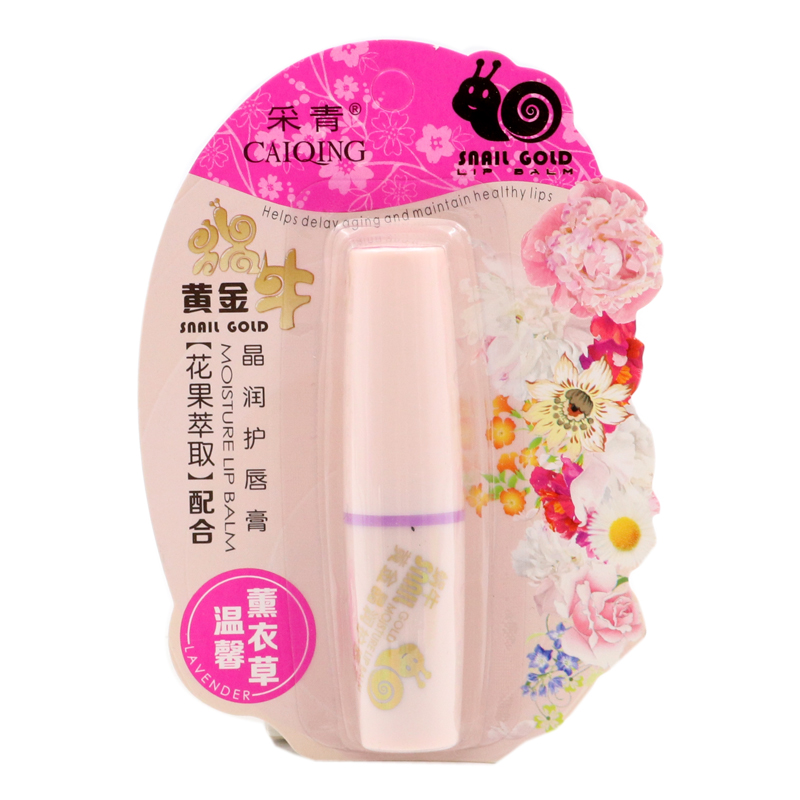 采青®
CAIQING
SNAIL GOLD
LIP BALM
Helps delay aging and maintain healthy lips
蝸牛
黄金
SNAIL GOLD
晶润护唇膏
MOISTURE LIP BALM
【花果萃取】配合
薰衣草
温馨
LAVENDER
GOLD